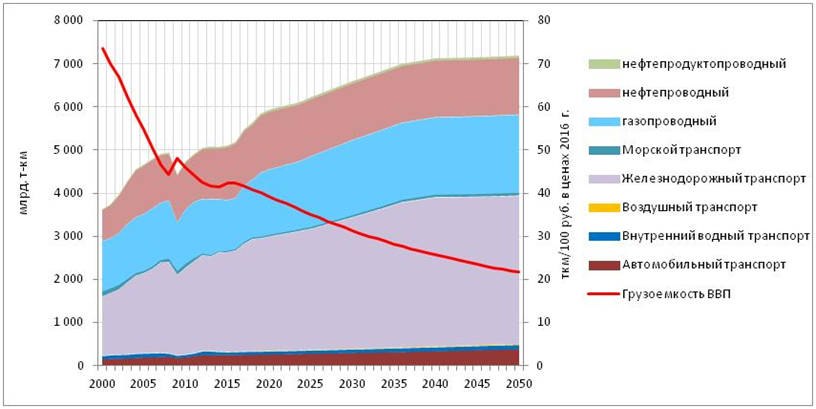 8 000
7 000
6 000
5 000
4 000
3 000
2 000
1 000
0
млрд. т-км
2000 2005 2010 2015 2020 2025 2030 2035 2040 2045 2050
80
70
60
50
40
30
20
10
0
ткм/100 руб. в ценах 2016 г.
нефтепродуктопроводный
нефтепроводный
газопроводный
Морской транспорт
Железнодорожный транспорт
Воздушный транспорт
Внутренний водный транспорт
Автомобильный транспорт
Грузоемкость ВВП